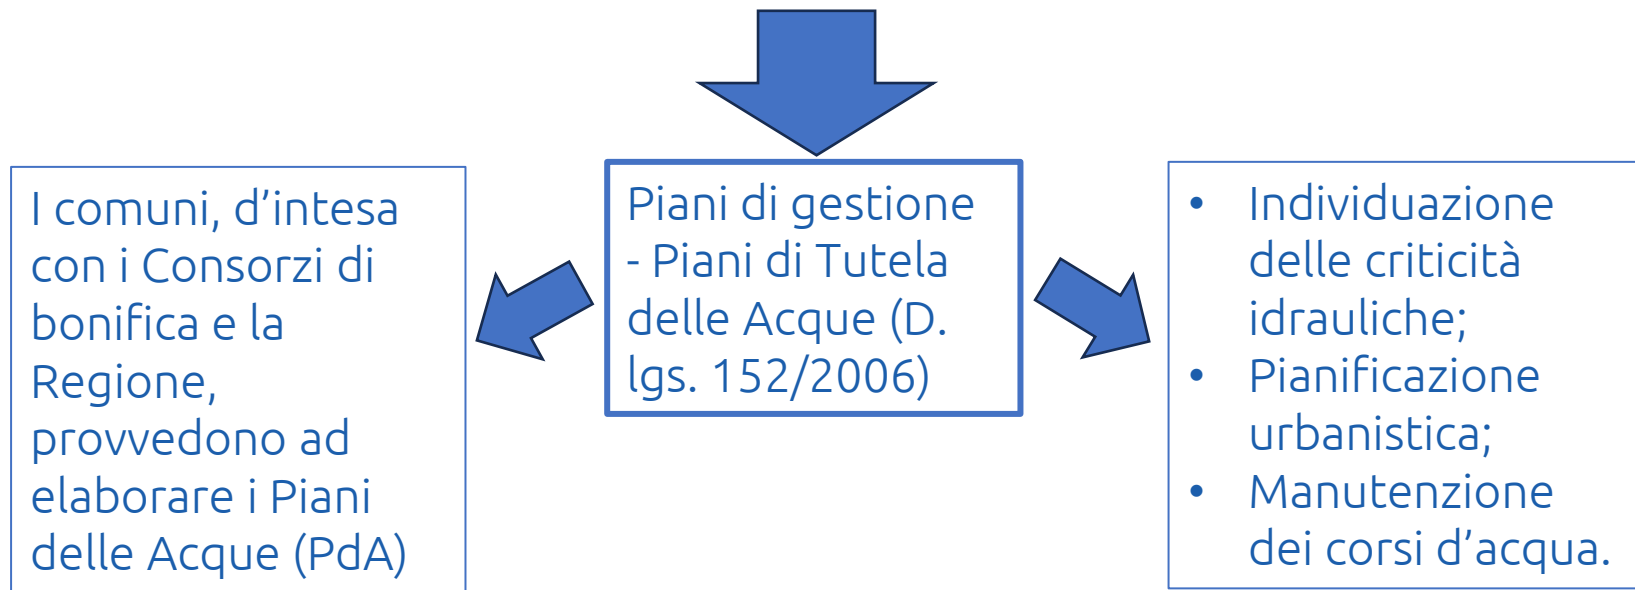 I comuni, d’intesa
con i Consorzi di
bonifica e la
Regione,
provvedono ad
elaborare i Piani
delle Acque (PdA)
Piani di gestione
- Piani di Tutela
delle Acque (D.
lgs. 152/2006)
• Individuazione
delle criticità
idrauliche;
• Pianificazione
urbanistica;
• Manutenzione
dei corsi d’acqua.